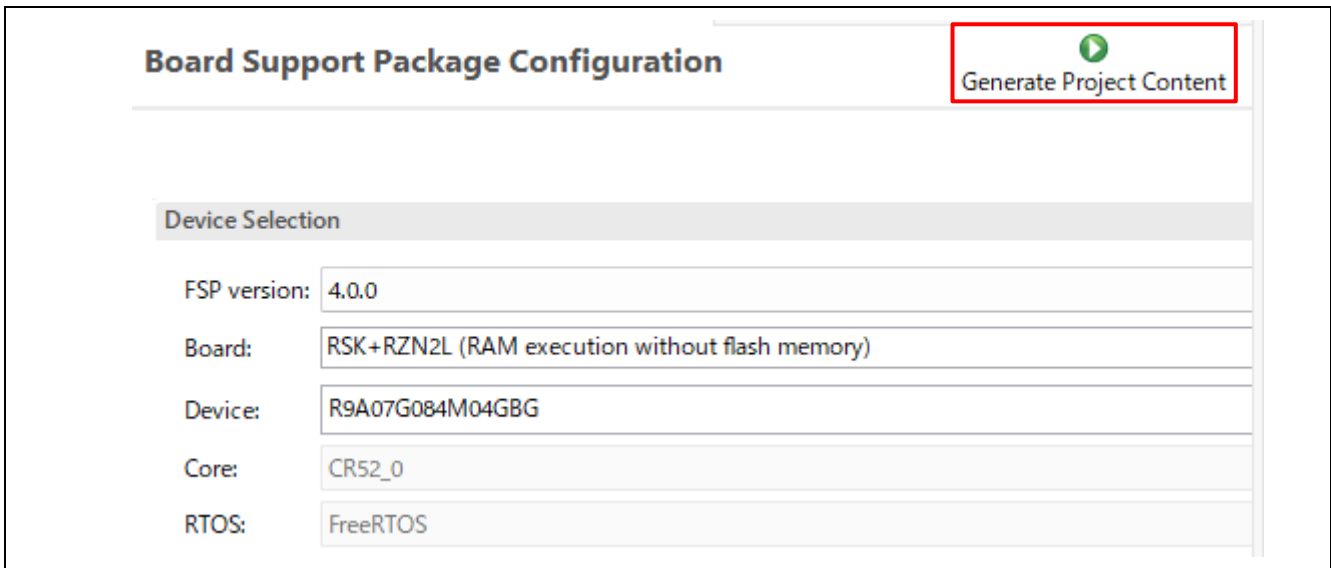 Board Support Package Configuration
Generate Project Content
Device Selection
FSP version: 4.0.0
Board: RSK+RZN2L (RAM execution without flash memory)
Device: R9A07G084M04GBG
Core: CR52_0
RTOS: FreeRTOS